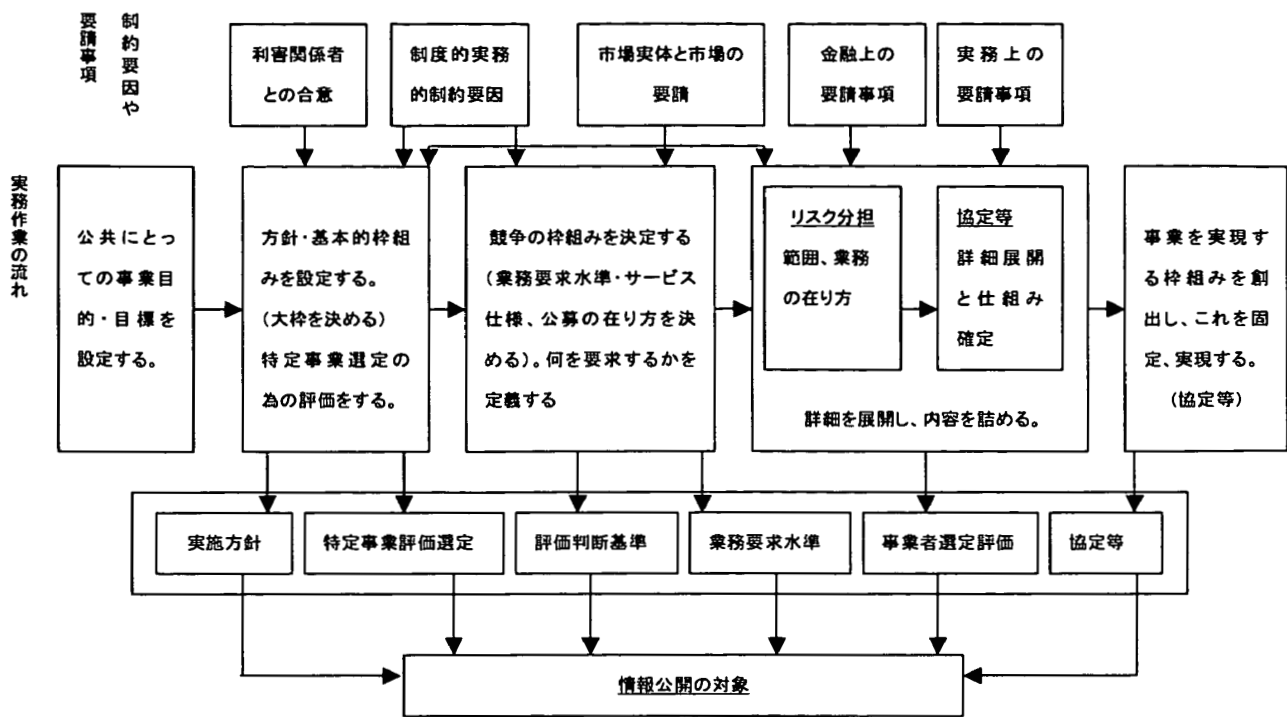 制約要因や
要請事項
利害関係者
との合意
制度的実務
的制約要因
市場実体と市場の
要請
金融上の
要請事項
実務上の
要請事項
実務作業の流れ
公共にとっ
ての事業目
的・目標を
設定する。
方針・基本的枠組
みを設定する。
(大枠を決める)
特定事業選定の
為の評価をする。
競争の枠組みを決定する
(業務要求水準・サービス
仕様、公募の在り方を決
める)。何を要求するかを
定義する
リスク分担
範囲、業務
の在り方
協定等
詳細展開
と仕組み
確定
詳細を展開し、内容を詰める。
事業を実現す
る枠組みを創
出し、これを固
定、実現する。
(協定等)
実施方針
特定事業評価選定
評価判断基準
業務要求水準
事業者選定評価
協定等
情報公開の対象